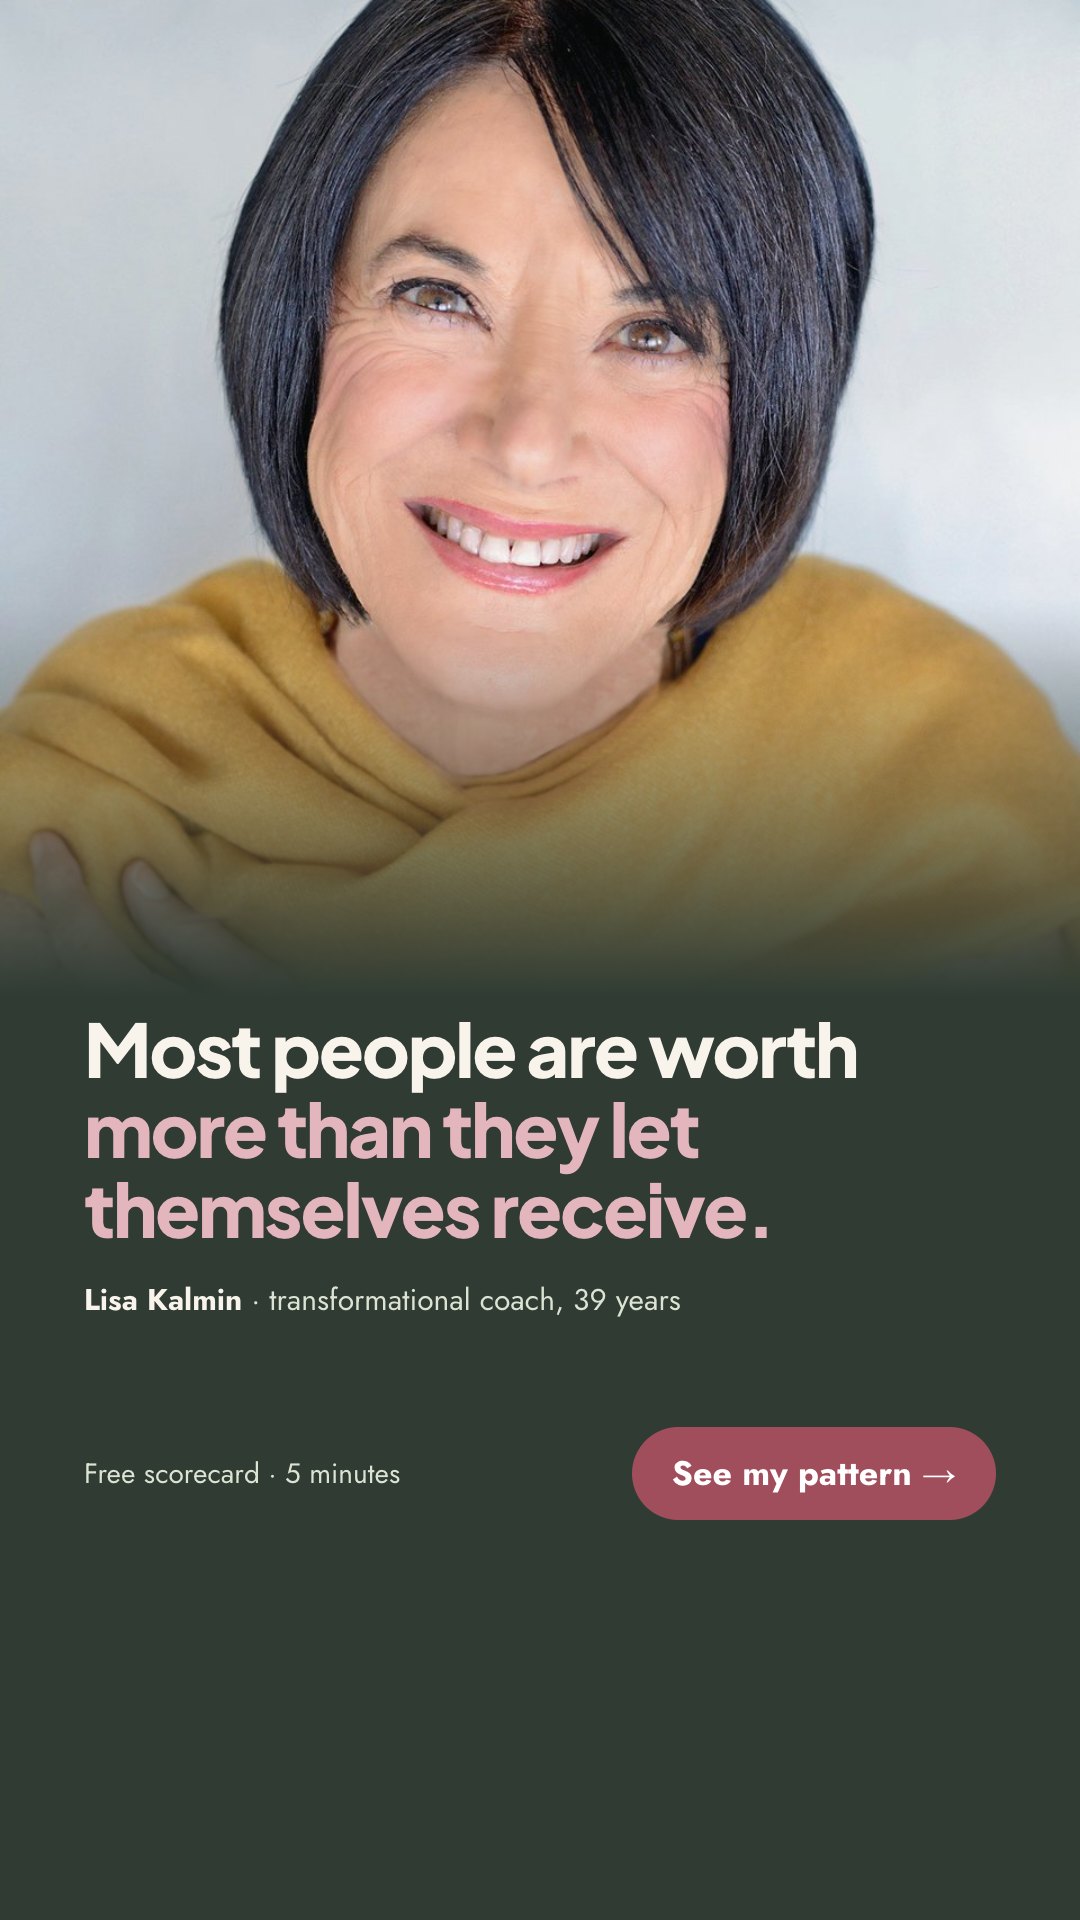 Most people are worth
more than they let
themselves receive.
Lisa Kalmin · transformational coach, 39 years
Free scorecard · 5 minutes
See my pattern →